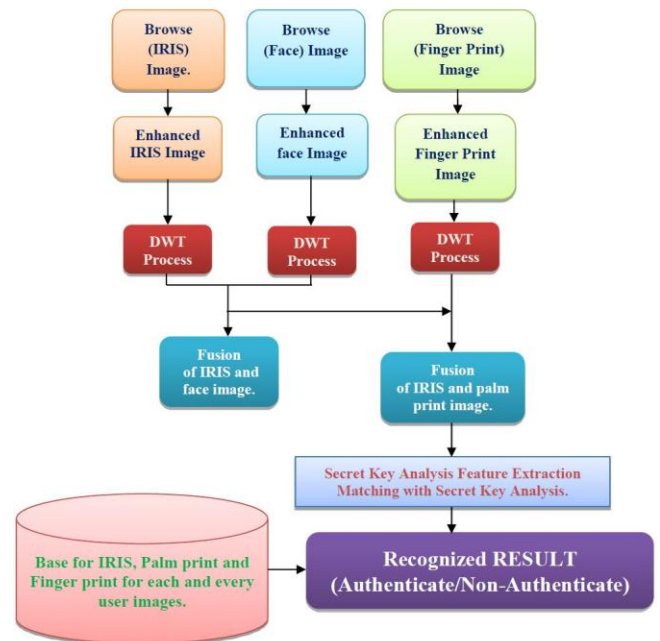 Browse
(IRIS)
Image.
Browse
(Face) Image
Browse
(Finger Print)
Image
Enhanced
IRIS Image
Enhanced
face Image
Enhanced
Finger Print
Image
DWT
Process
DWT
Process
DWT
Process
Fusion
of IRIS and
face image.
Fusion
of IRIS and palm
print image.
Secret Key Analysis Feature Extraction
Matching with Secret Key Analysis.
Base for IRIS, Palm print and
Finger print for each and every
user images.
Recognized RESULT
(Authenticate/Non-Authenticate)